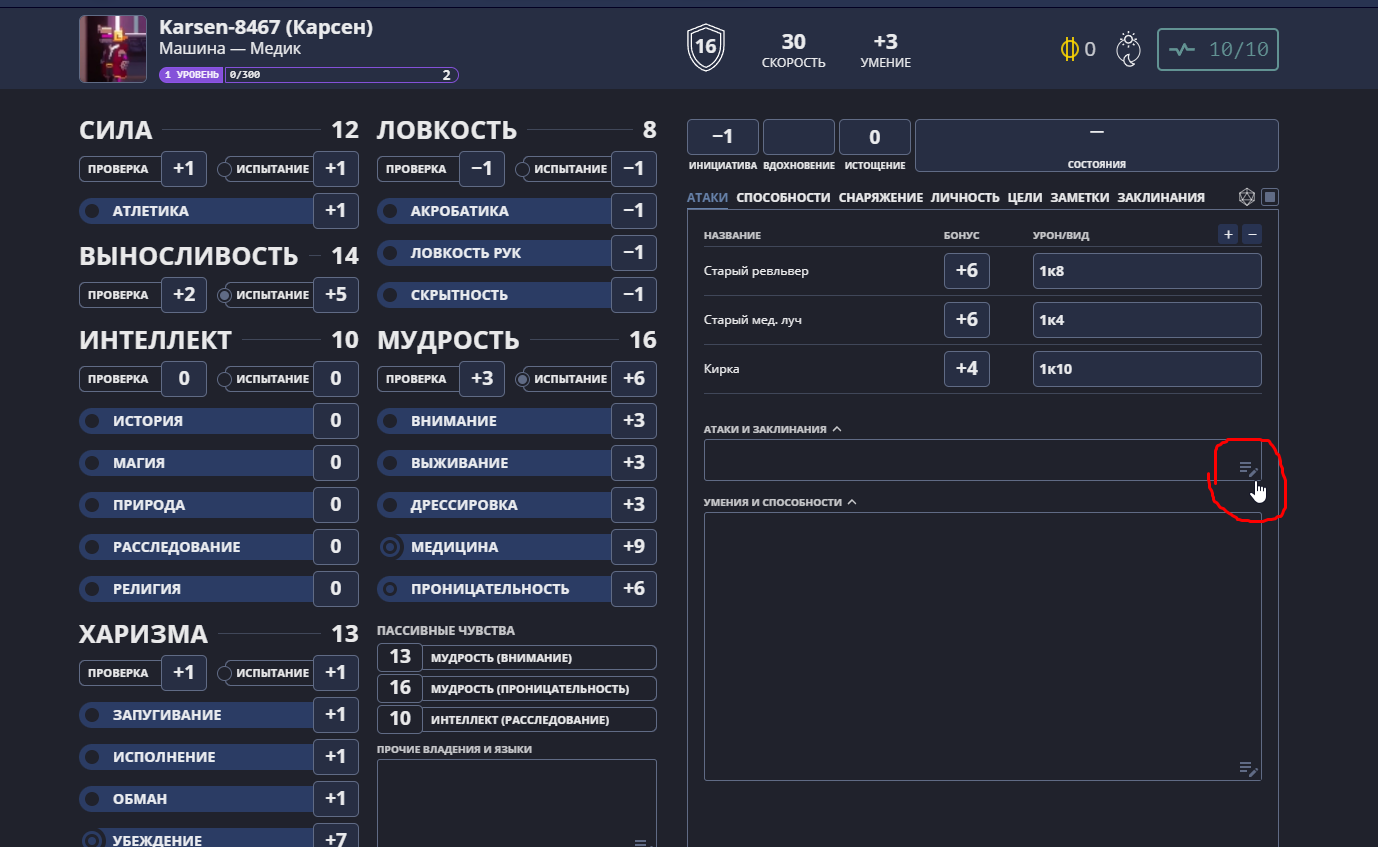 Karsen-8467 (Карсен)
Машина — Медик
1 УРОВЕНЬ 0/300 2
16
30
СКОРОСТЬ
+3
УМЕНИЕ
0
10/10
СИЛА 12
ПРОВЕРКА +1 ИСПЫТАНИЕ +1
АТЛЕТИКА +1
ВЫНОСЛИВОСТЬ 14
ПРОВЕРКА +2 ИСПЫТАНИЕ +5
ИНТЕЛЛЕКТ 10
ПРОВЕРКА 0 ИСПЫТАНИЕ 0
ИСТОРИЯ 0
МАГИЯ 0
ПРИРОДА 0
РАССЛЕДОВАНИЕ 0
РЕЛИГИЯ 0
ХАРИЗМА 13
ПРОВЕРКА +1 ИСПЫТАНИЕ +1
ЗАПУГИВАНИЕ +1
ИСПОЛНЕНИЕ +1
ОБМАН +1
УБЕЖДЕНИЕ +7
ЛОВКОСТЬ 8
ПРОВЕРКА −1 ИСПЫТАНИЕ −1
АКРОБАТИКА −1
ЛОВКОСТЬ РУК −1
СКРЫТНОСТЬ −1
МУДРОСТЬ 16
ПРОВЕРКА +3 ИСПЫТАНИЕ +6
ВНИМАНИЕ +3
ВЫЖИВАНИЕ +3
ДРЕССИРОВКА +3
МЕДИЦИНА +9
ПРОНИЦАТЕЛЬНОСТЬ +6
ПАССИВНЫЕ ЧУВСТВА
13 МУДРОСТЬ (ВНИМАНИЕ)
16 МУДРОСТЬ (ПРОНИЦАТЕЛЬНОСТЬ)
10 ИНТЕЛЛЕКТ (РАССЛЕДОВАНИЕ)
ПРОЧИЕ ВЛАДЕНИЯ И ЯЗЫКИ
−1 0 —
ИНИЦИАТИВА ВДОХНОВЕНИЕ ИСТОЩЕНИЕ СОСТОЯНИЯ
АТАКИ СПОСОБНОСТИ СНАРЯЖЕНИЕ ЛИЧНОСТЬ ЦЕЛИ ЗАМЕТКИ ЗАКЛИНАНИЯ
НАЗВАНИЕ БОНУС УРОН/ВИД + −
Старый ревльвер +6 1к8
Старый мед. луч +6 1к4
Кирка +4 1к10
АТАКИ И ЗАКЛИНАНИЯ
УМЕНИЯ И СПОСОБНОСТИ